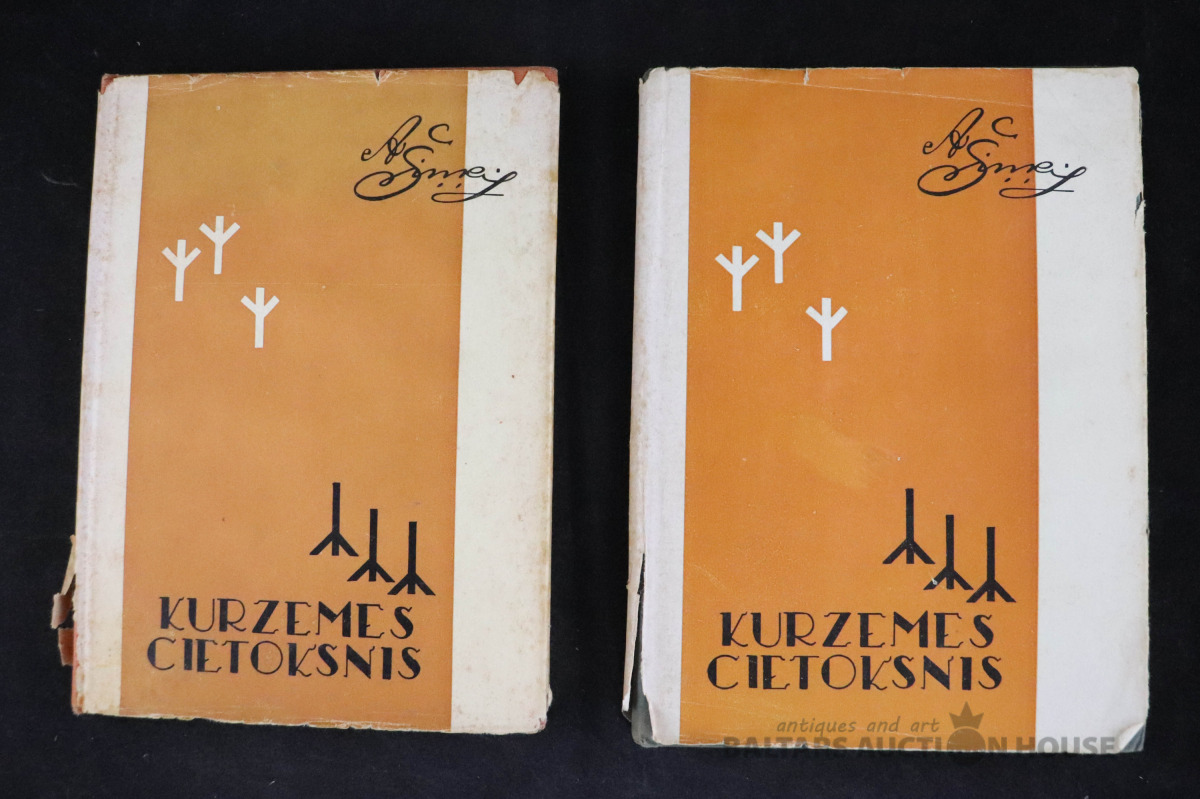 KURZEMES
CIETOKSNIS
KURZEMES
CIETOKSNIS
antiques and art
BALTARS AUCTION HOUSE